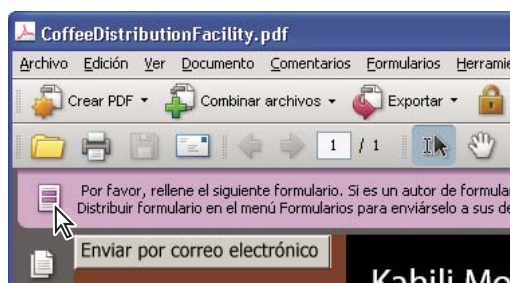 CoffeeDistributionFacility.pdf
Archivo Edición Ver Documento Comentarios Formularios
Crear PDF Combinar archivos Exportar
1 / 1
Por favor, rellene el siguiente formulario. Si es un autor de
Distribuir formulario en el menú Formularios para enviárselo a sus
Enviar por correo electrónico
Kahili